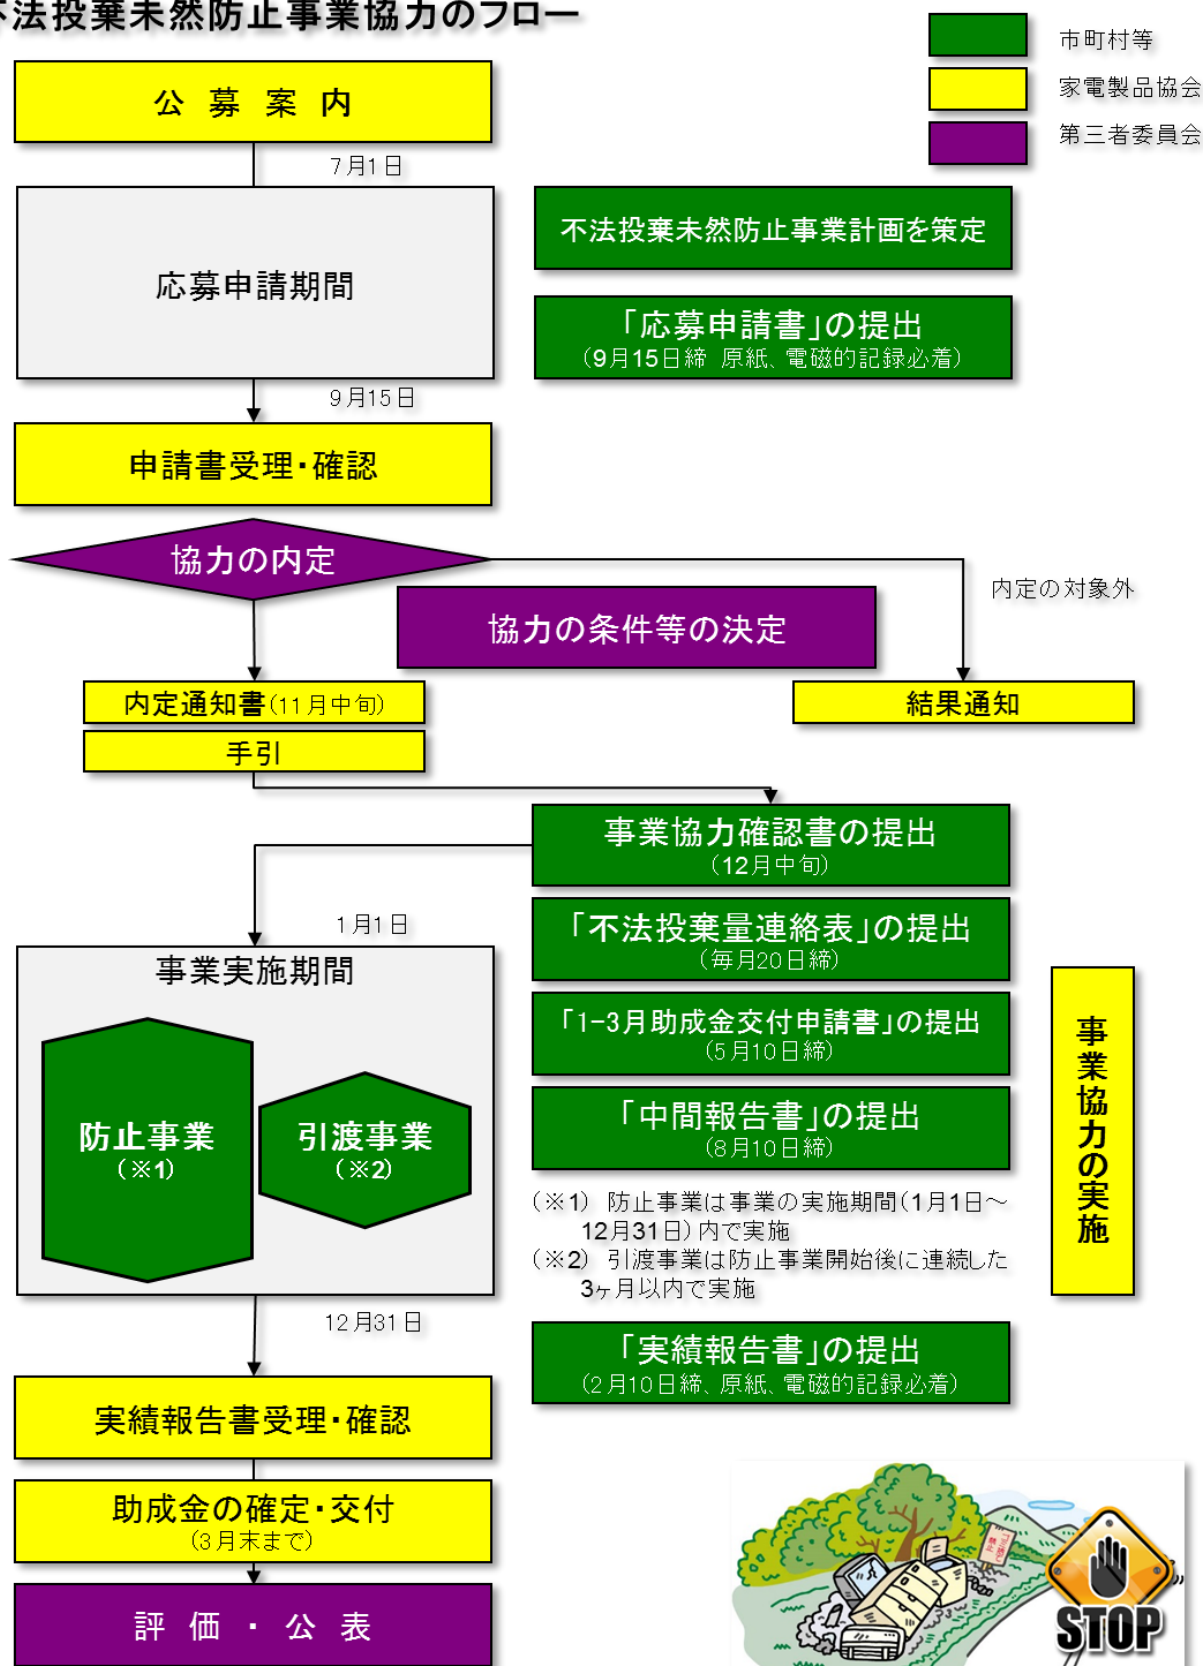 不法投棄未然防止事業協力のフロー
市町村等
家電製品協会
第三者委員会
公 募 案 内
7月1日
応募申請期間
不法投棄未然防止事業計画を策定
「応募申請書」の提出
(9月15日締 原紙、電磁的記録必着)
9月15日
申請書受理・確認
協力の内定
内定の対象外
協力の条件等の決定
内定通知書(11月中旬)
手引
結果通知
事業協力確認書の提出
(12月中旬)
1月1日
「不法投棄量連絡表」の提出
(毎月20日締)
事業実施期間
「1-3月助成金交付申請書」の提出
(5月10日締)
「中間報告書」の提出
(8月10日締)
防止事業
(※1)
引渡事業
(※2)
事業協力の実施
(※1) 防止事業は事業の実施期間(1月1日~
12月31日)内で実施
(※2) 引渡事業は防止事業開始後に連続した
3ヶ月以内で実施
12月31日
「実績報告書」の提出
(2月10日締、原紙、電磁的記録必着)
実績報告書受理・確認
助成金の確定・交付
(3月末まで)
評 価 ・ 公 表
STOP